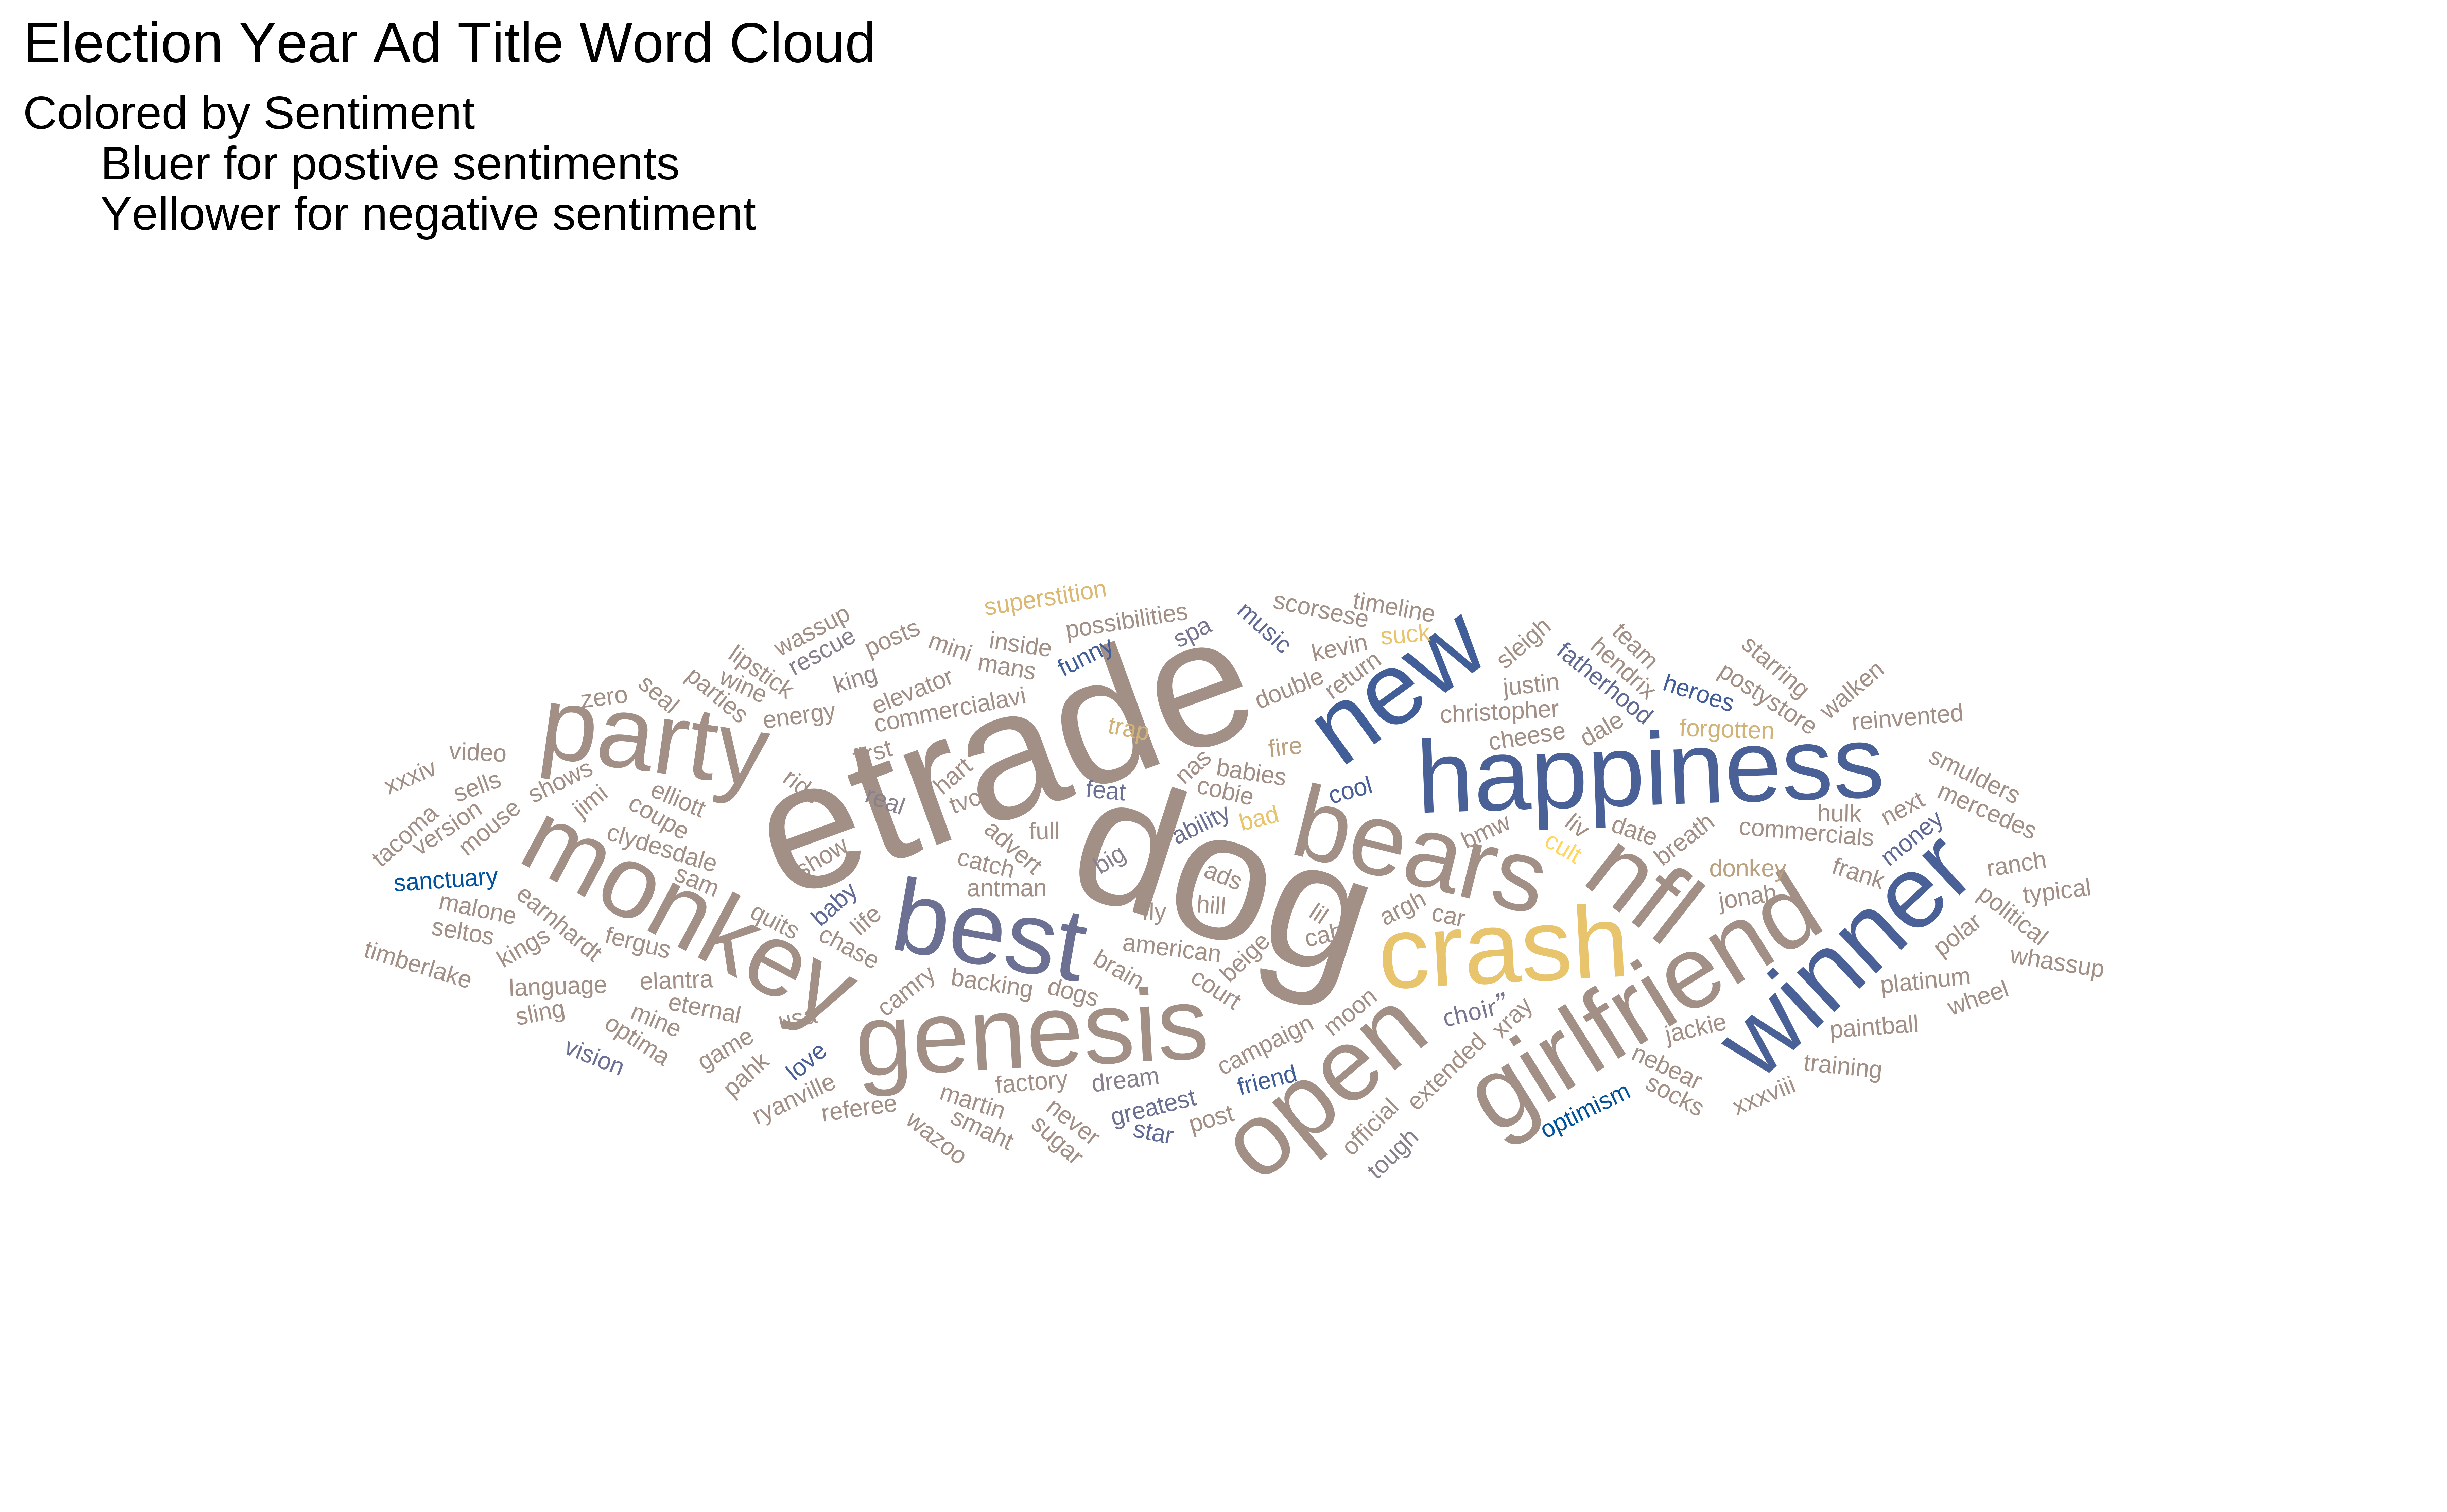 Election Year Ad Title Word Cloud
Colored by Sentiment
Bluer for postive sentiments
Yellower for negative sentiment
superstition
wassup
rescue
posts
mini
inside
mans
possibilities
funny
spa
music
scorsese
timeline
kevin
suck
return
double
new
sleigh
team
hendrix
fatherhood
heroes
starring
postystore
walken
reinvented
lipstick
wine
parties
king
elevator
commercialavi
energy
zero
seal
party
etrade
trap
fire
justin
christopher
cheese
dale
forgotten
happiness
smulders
mercedes
video
xxxiv
sells
shows
jimi
elliott
coupe
clydesdale
first
real
hart
tvc
feat
nas
babies
cobie
cool
ability
bad
bears
bmw
liv
cult
date
breath
nfl
commercials
hulk
next
money
tacoma
version
mouse
monkey
sam
show
advert
full
catch
antman
big
dog
ads
hill
lil
cab
argh
car
donkey
jonah
frank
winner
ranch
typical
political
polar
whassup
sanctuary
malone
seltos
kings
earnhardt
fergus
quits
baby
life
chase
best
american
brain
beige
court
crash
girlfriend
timberlake
language
sling
elantra
eternal
mine
optima
vision
game
pahk
usa
love
camry
backing
dogs
genesis
campaign
moon
choir”
xray
extended
open
jackie
platinum
wheel
paintball
training
nebear
socks
xxxviii
optimism
ryanville
referee
factory
dream
martin
smaht
wazoo
never
sugar
greatest
star
post
friend
official
tough